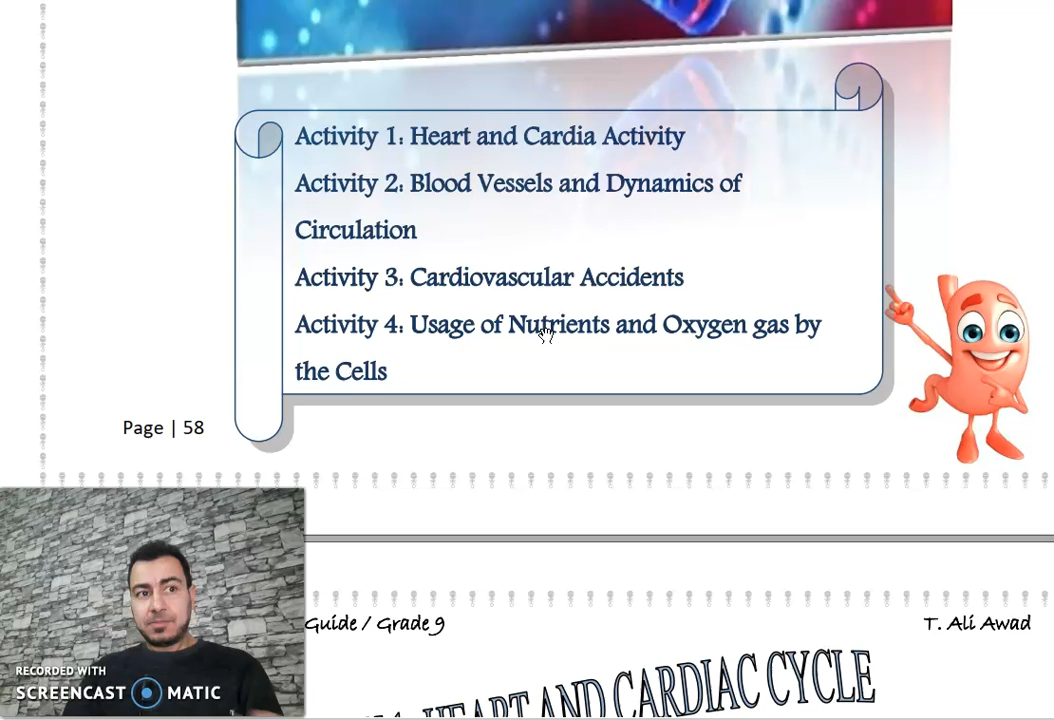 Activity 1: Heart and Cardia Activity
Activity 2: Blood Vessels and Dynamics of
Circulation
Activity 3: Cardiovascular Accidents
Activity 4: Usage of Nutrients and Oxygen gas by
the Cells
Page | 58
Guide / Grade 9
T. Ali Awad
HEART AND CARDIAC CYCLE
RECORDED WITH
SCREENCAST MATIC